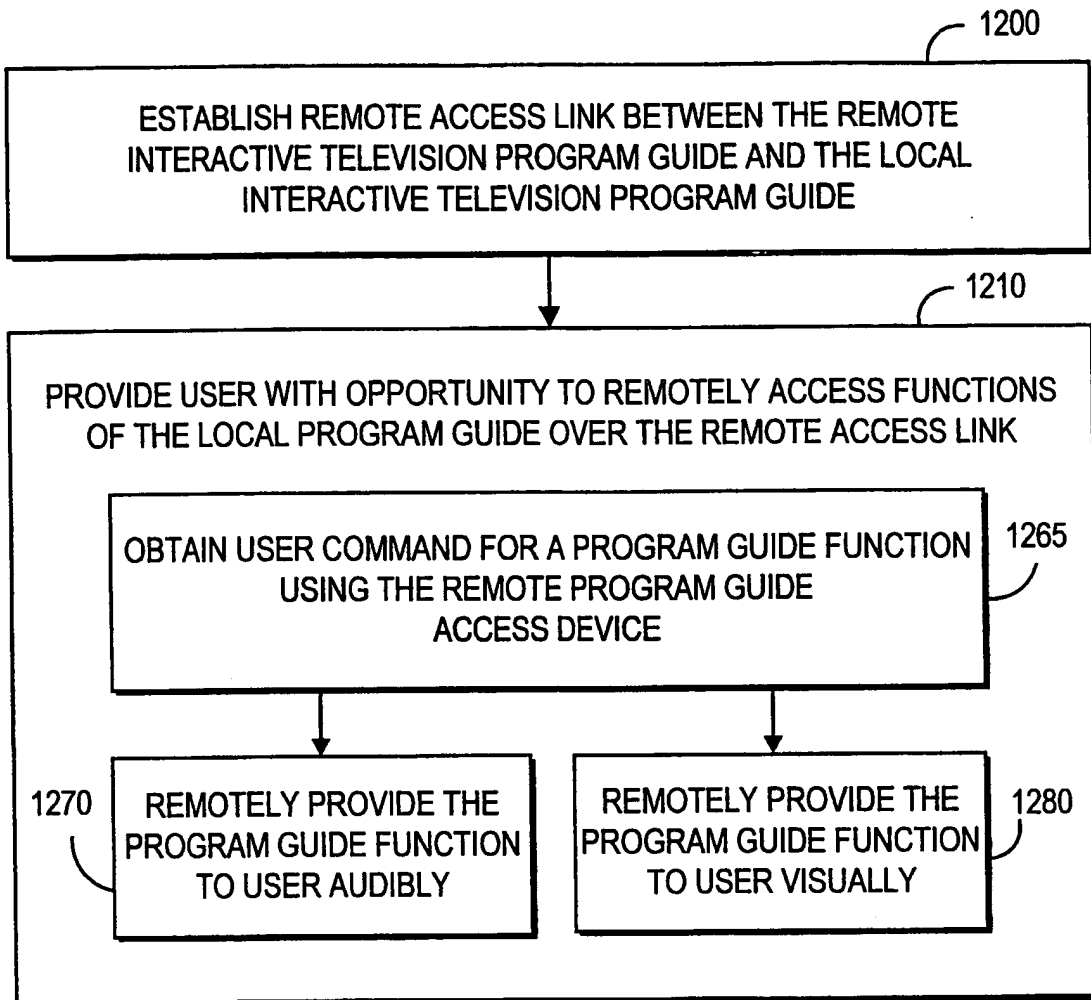 1200
ESTABLISH REMOTE ACCESS LINK BETWEEN THE REMOTE
INTERACTIVE TELEVISION PROGRAM GUIDE AND THE LOCAL
INTERACTIVE TELEVISION PROGRAM GUIDE
1210
PROVIDE USER WITH OPPORTUNITY TO REMOTELY ACCESS FUNCTIONS
OF THE LOCAL PROGRAM GUIDE OVER THE REMOTE ACCESS LINK
OBTAIN USER COMMAND FOR A PROGRAM GUIDE FUNCTION
USING THE REMOTE PROGRAM GUIDE
ACCESS DEVICE
1265
1270
REMOTELY PROVIDE THE
PROGRAM GUIDE FUNCTION
TO USER AUDIBLY
REMOTELY PROVIDE THE
PROGRAM GUIDE FUNCTION
TO USER VISUALLY
1280